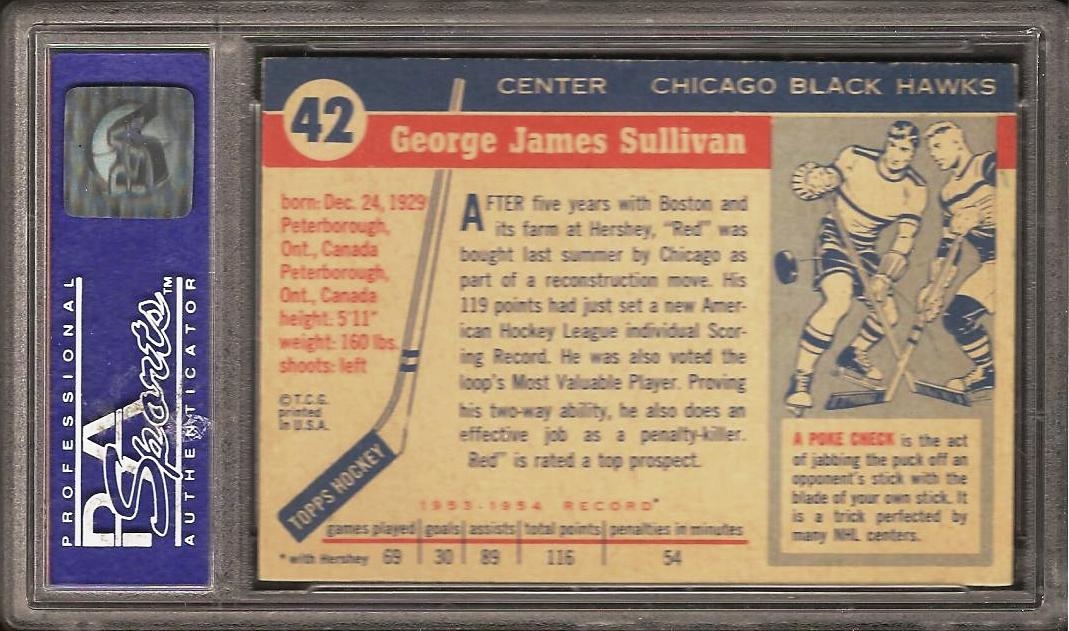 PROFESSIONAL
PSA
Sports™
AUTHENTICATOR
PSA
42
CENTER CHICAGO BLACK HAWKS
George James Sullivan
born: Dec. 24, 1929
Peterborough,
Ont., Canada
Peterborough,
Ont., Canada
height: 5'11"
weight: 160 lbs.
shoots: left
© T.C.G.
printed
in U.S.A.
TOPPS HOCKEY
AFTER five years with Boston and
its farm at Hershey, "Red" was
bought last summer by Chicago as
part of a reconstruction move. His
119 points had just set a new Amer-
ican Hockey League individual Scor-
ing Record. He was also voted the
loop's Most Valuable Player. Proving
his two-way ability, he also does an
effective job as a penalty-killer.
Red" is rated a top prospect.
1953-1954 RECORD*
games played goals assists total points penalties in minutes
* with Hershey 69 30 89 116 54
A POKE CHECK is the act
of jabbing the puck off an
opponent's stick with the
blade of your own stick. It
is a trick perfected by
many NHL centers.